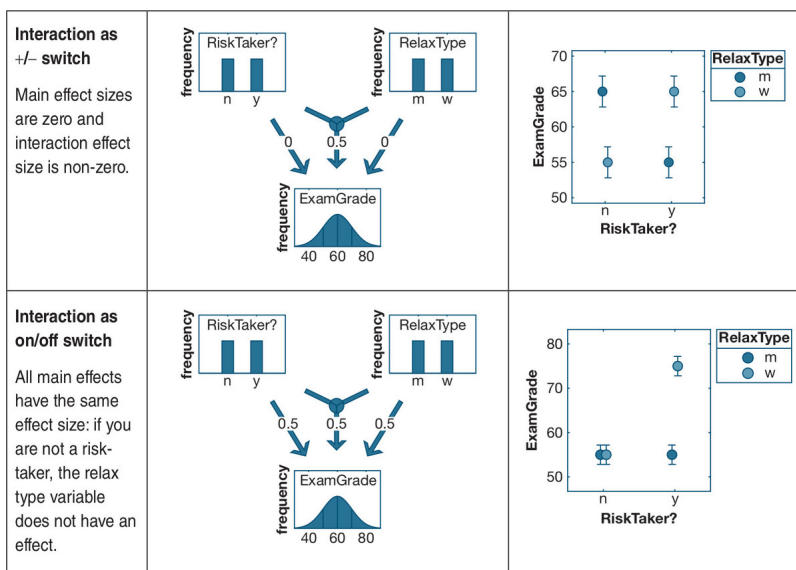 Interaction as
+/– switch
Main effect sizes
are zero and
interaction effect
size is non-zero.
frequency
RiskTaker?
n y
frequency
RelaxType
m w
0 0.5 0
frequency
ExamGrade
40 60 80
ExamGrade
70
65
60
55
50
n y
RiskTaker?
RelaxType
m
w
Interaction as
on/off switch
All main effects
have the same
effect size: if you
are not a risk-
taker, the relax
type variable
does not have an
effect.
frequency
RiskTaker?
n y
frequency
RelaxType
m w
0.5 0.5 0.5
frequency
ExamGrade
40 60 80
ExamGrade
80
70
60
50
n y
RiskTaker?
RelaxType
m
w